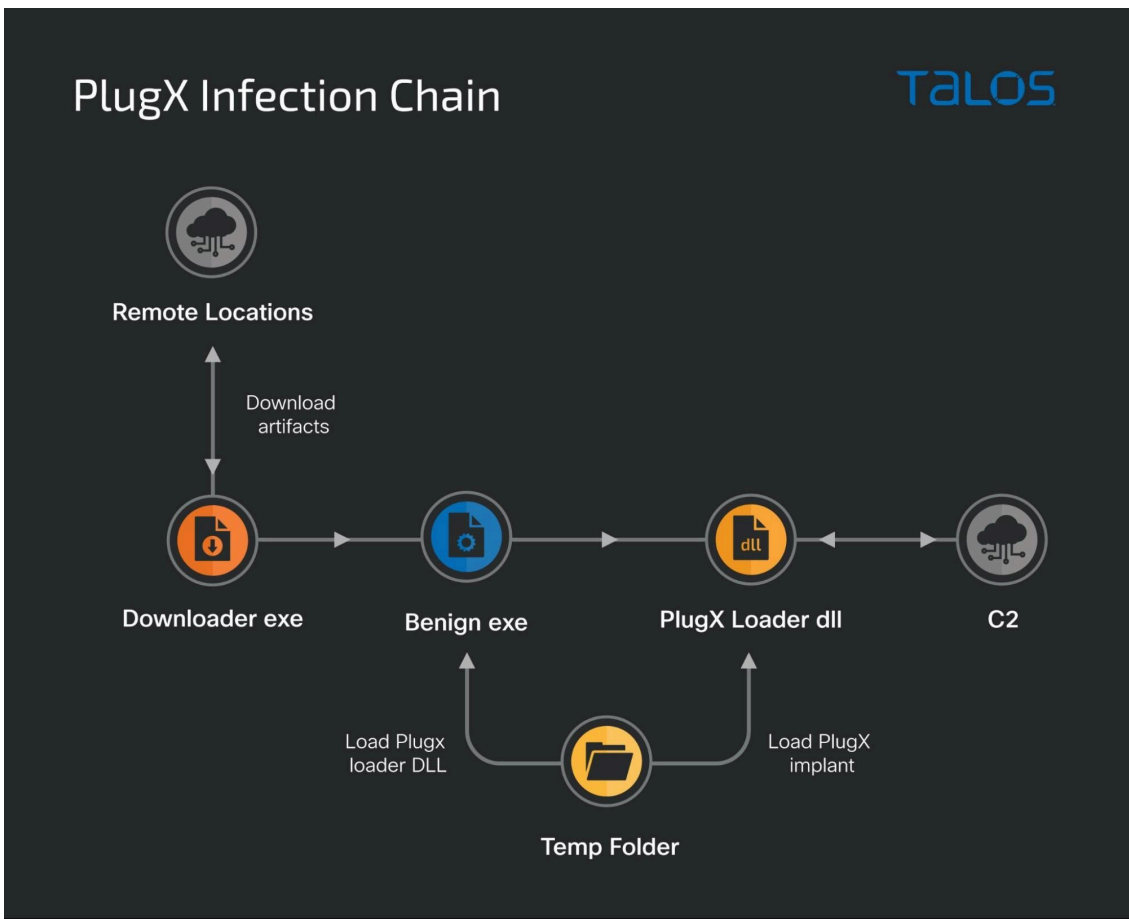 PlugX Infection Chain
TALOS
Remote Locations
Download
artifacts
dll
Downloader exe
Benign exe
PlugX Loader dll
C2
Load Plugx
loader DLL
Load PlugX
implant
Temp Folder